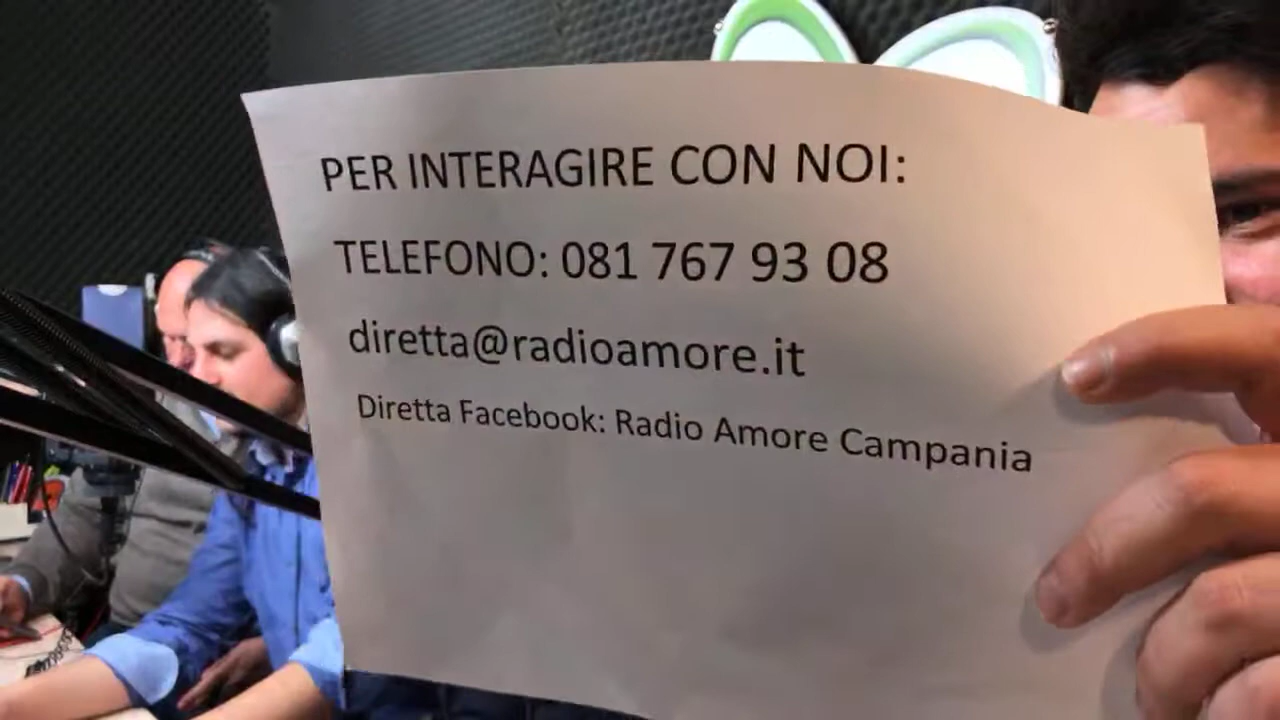 PER INTERAGIRE CON NOI:
TELEFONO: 081 767 93 08
diretta@radioamore.it
Diretta Facebook: Radio Amore Campania